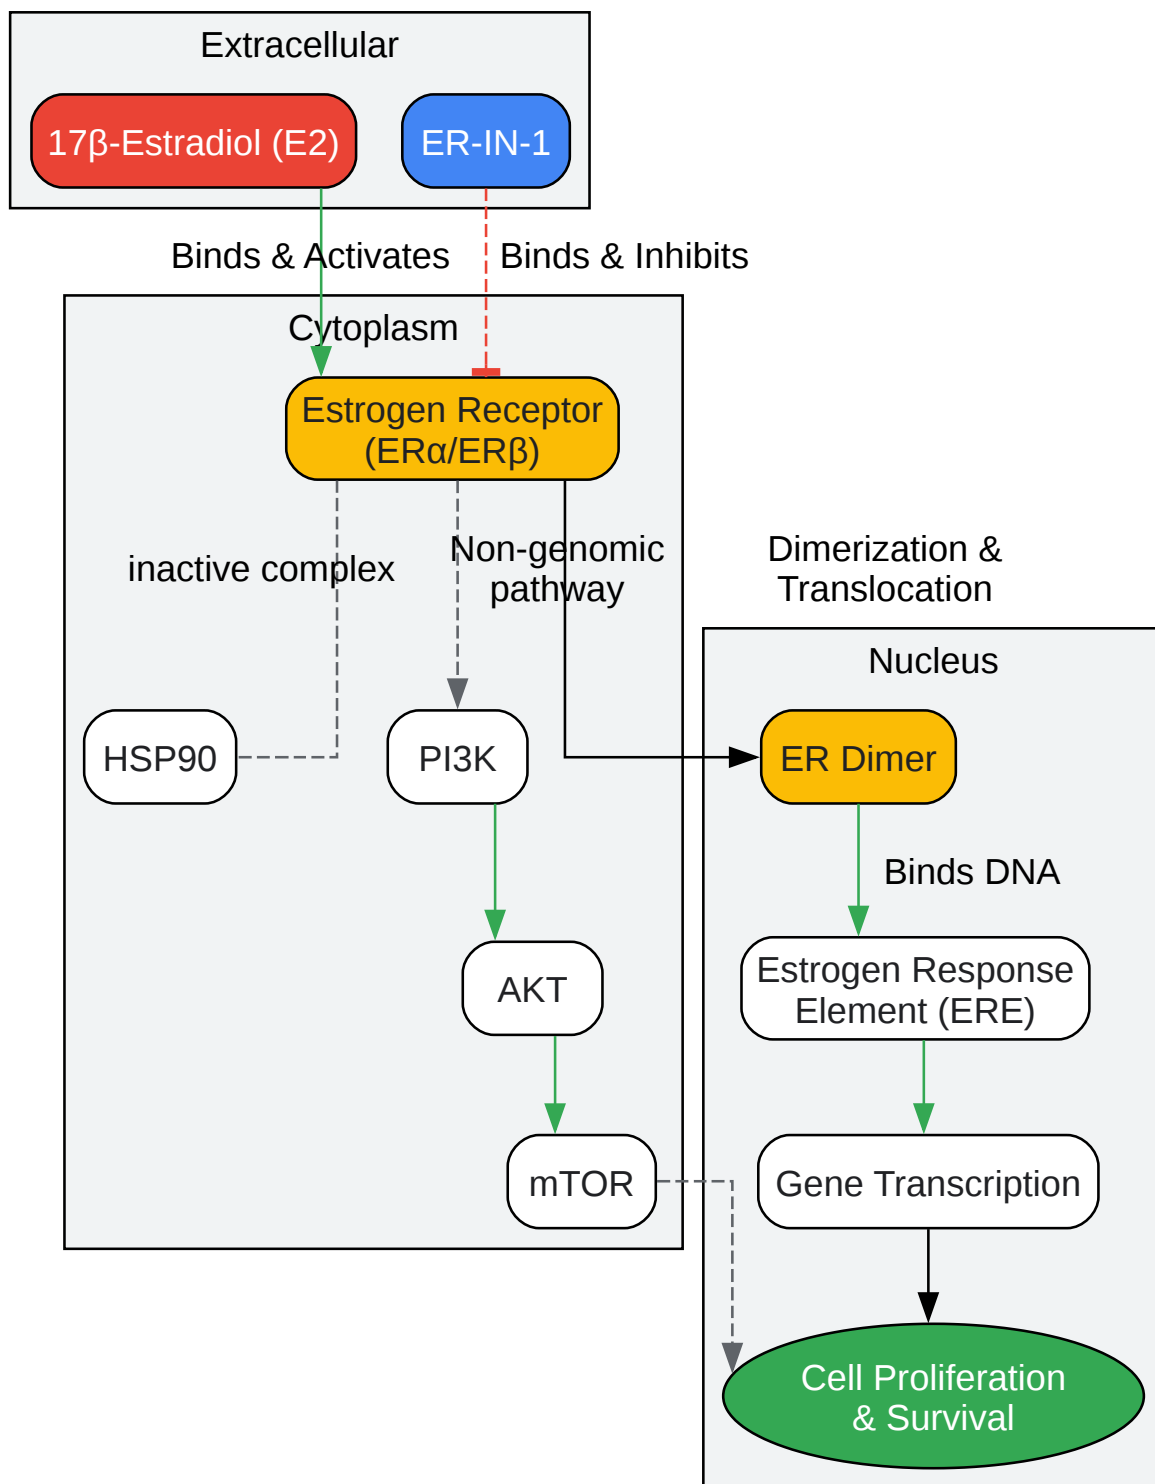 Extracellular
17β-Estradiol (E2)
ER-IN-1
Binds & Activates
Binds & Inhibits
Cytoplasm
Estrogen Receptor
(ERα/ERβ)
inactive complex
Non-genomic
pathway
Dimerization &
Translocation
Nucleus
HSP90
PI3K
ER Dimer
Binds DNA
AKT
Estrogen Response
Element (ERE)
mTOR
Gene Transcription
Cell Proliferation
& Survival